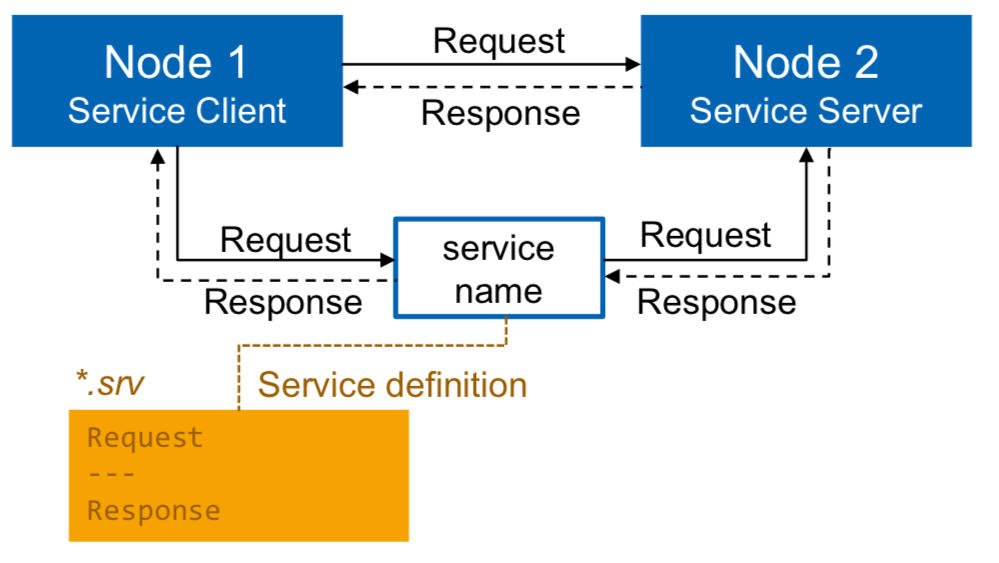 Node 1
Service Client
Request
Response
Node 2
Service Server
Request
Response
service
name
Request
Response
*.srv
Service definition
Request
---
Response